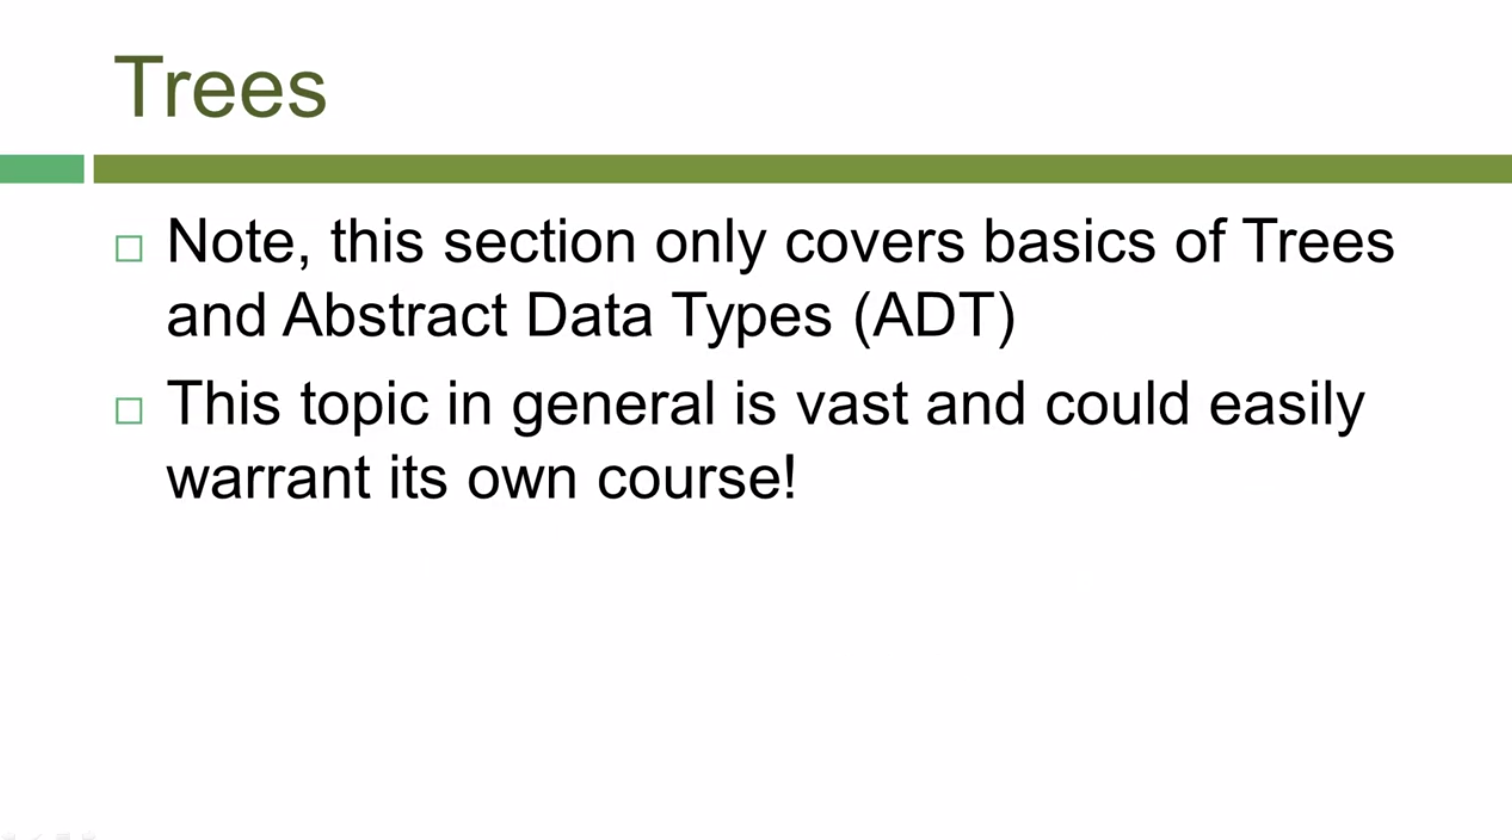 Trees
Note, this section only covers basics of Trees
and Abstract Data Types (ADT)
This topic in general is vast and could easily
warrant its own course!